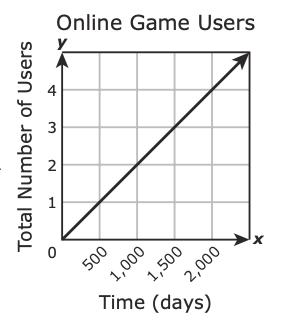 Online Game Users
y
Total Number of Users
4
3
2
1
0
500
1,000
1,500
2,000
x
Time (days)